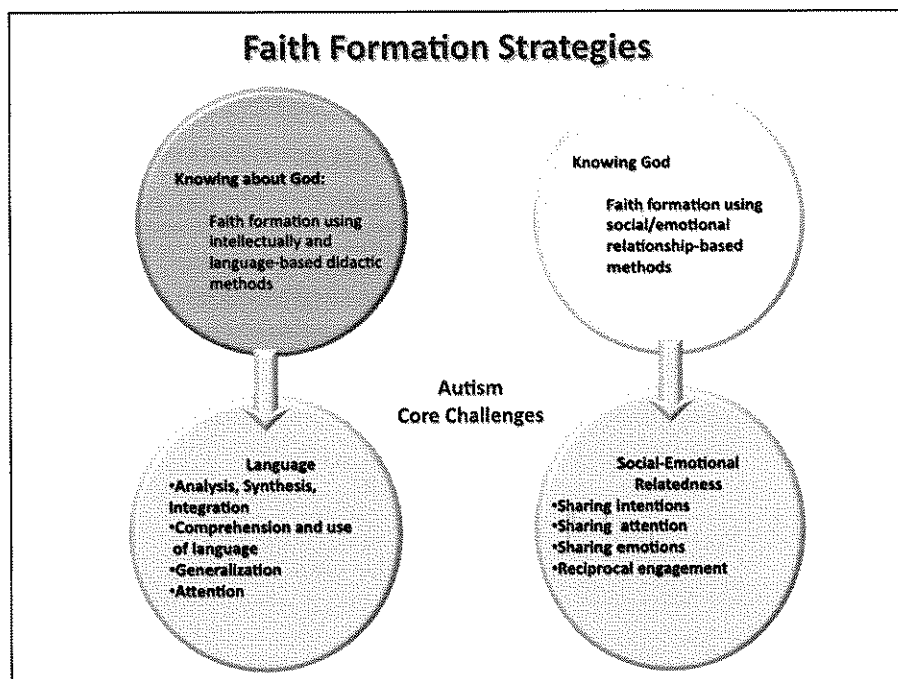 Faith Formation Strategies
Knowing about God:
Faith formation using
intellectually and
language-based didactic
methods
Knowing God
Faith formation using
social/emotional
relationship-based
methods
Autism
Core Challenges
Language
•Analysis, Synthesis,
Integration
•Comprehension and use
of language
•Generalization
•Attention
Social-Emotional
Relatedness
•Sharing intentions
•Sharing attention
•Sharing emotions
•Reciprocal engagement